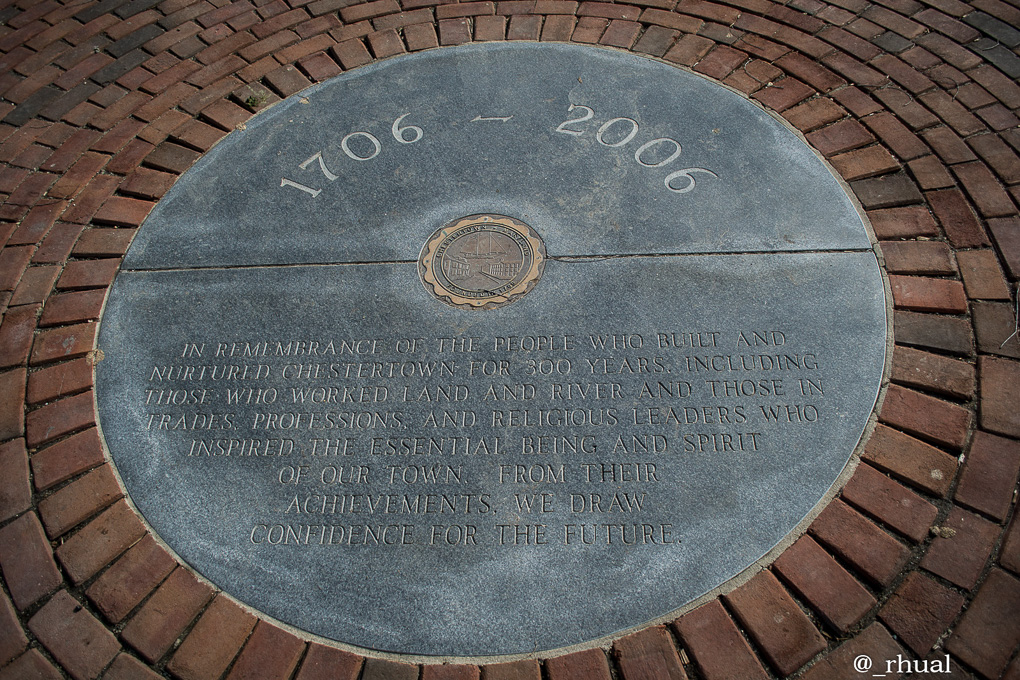 1706 – 2006
CHESTERTOWN
IN REMEMBRANCE OF THE PEOPLE WHO BUILT AND
NURTURED CHESTERTOWN FOR 300 YEARS, INCLUDING
THOSE WHO WORKED LAND AND RIVER AND THOSE IN
TRADES, PROFESSIONS, AND RELIGIOUS LEADERS WHO
INSPIRED THE ESSENTIAL BEING AND SPIRIT
OF OUR TOWN. FROM THEIR
ACHIEVEMENTS, WE DRAW
CONFIDENCE FOR THE FUTURE.
@_rhual